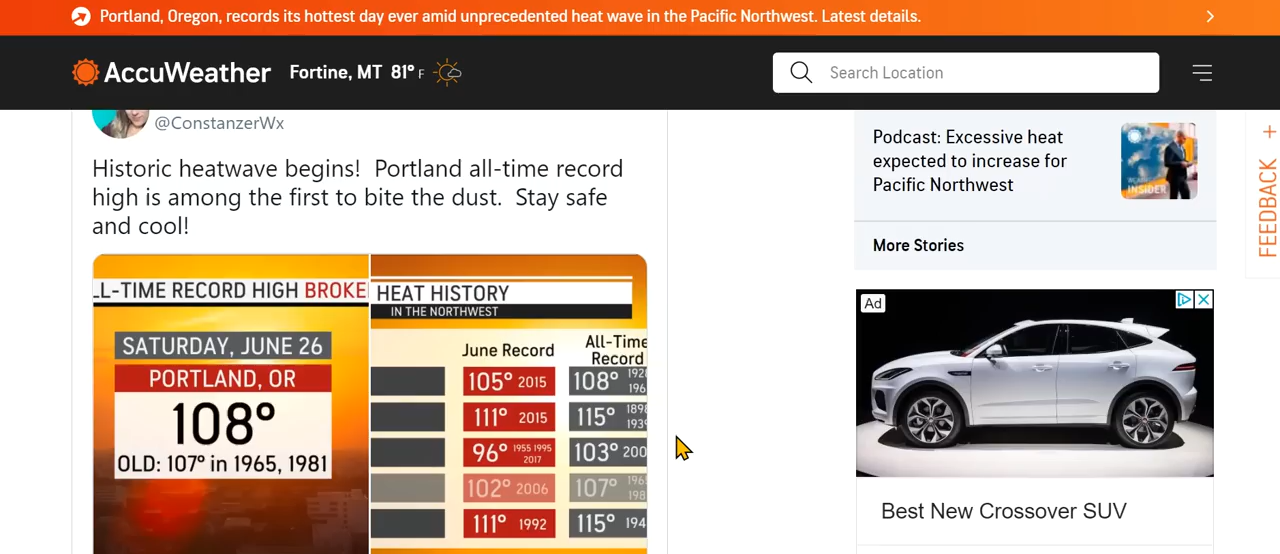 Portland, Oregon, records its hottest day ever amid unprecedented heat wave in the Pacific Northwest. Latest details.
AccuWeather
Fortine, MT 81° F
Search Location
@ConstanzerWx
Historic heatwave begins! Portland all-time record
high is among the first to bite the dust. Stay safe
and cool!
LL-TIME RECORD HIGH BROKE
SATURDAY, JUNE 26
PORTLAND, OR
108°
OLD: 107° in 1965, 1981
HEAT HISTORY
IN THE NORTHWEST
June Record
All-Time
Record
105° 2015
108°
111° 2015
115°
96° 1955 1995
2017
103° 200
102° 2006
107°
111° 1992
115° 194
Podcast: Excessive heat
expected to increase for
Pacific Northwest
INSIDER
More Stories
Ad
Best New Crossover SUV
FEEDBACK +